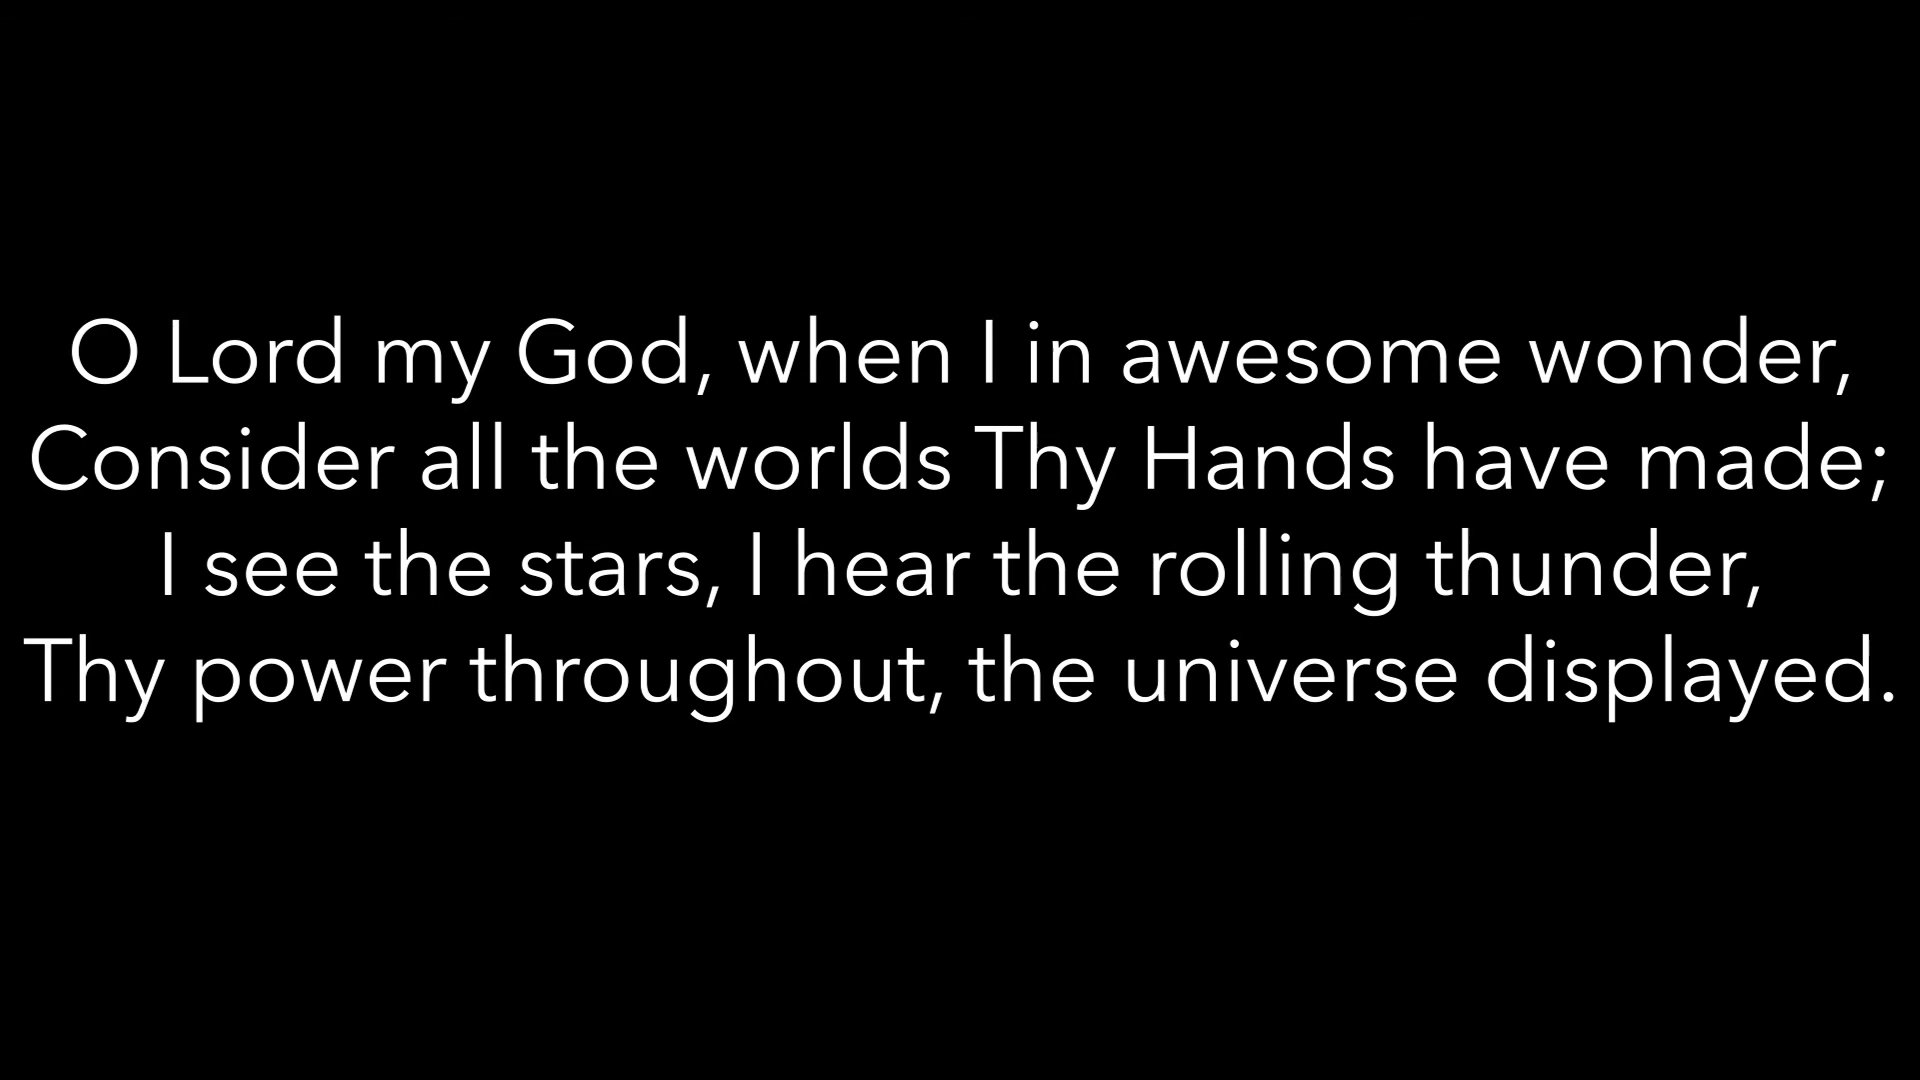 O Lord my God, when I in awesome wonder,
Consider all the worlds Thy Hands have made;
I see the stars, I hear the rolling thunder,
Thy power throughout, the universe displayed.